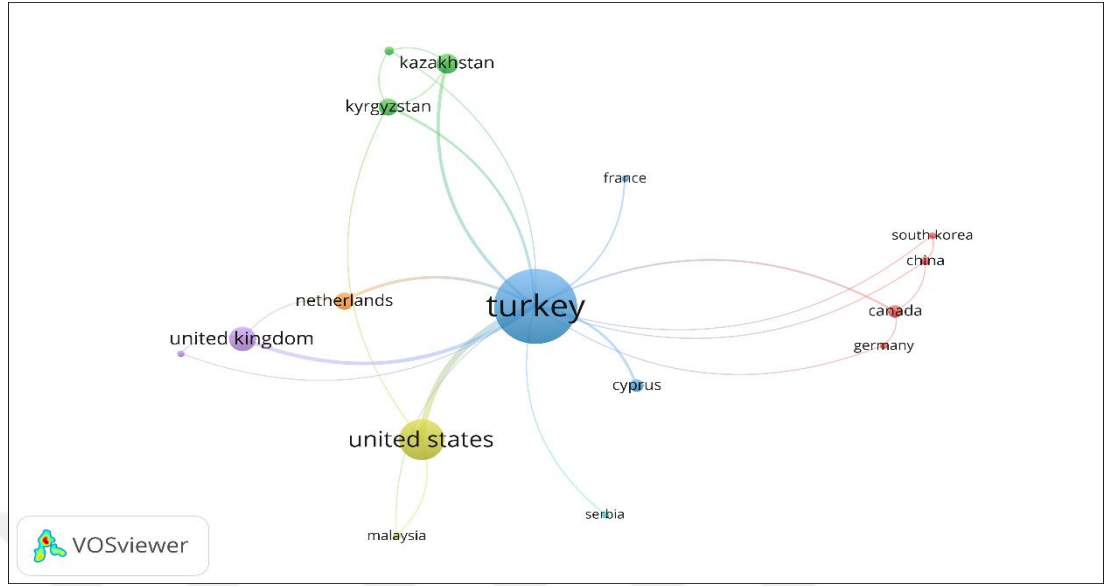 kazakhstan
kyrgyzstan
france
south korea
china
netherlands
turkey
canada
united kingdom
germany
cyprus
united states
serbia
malaysia
VOSviewer